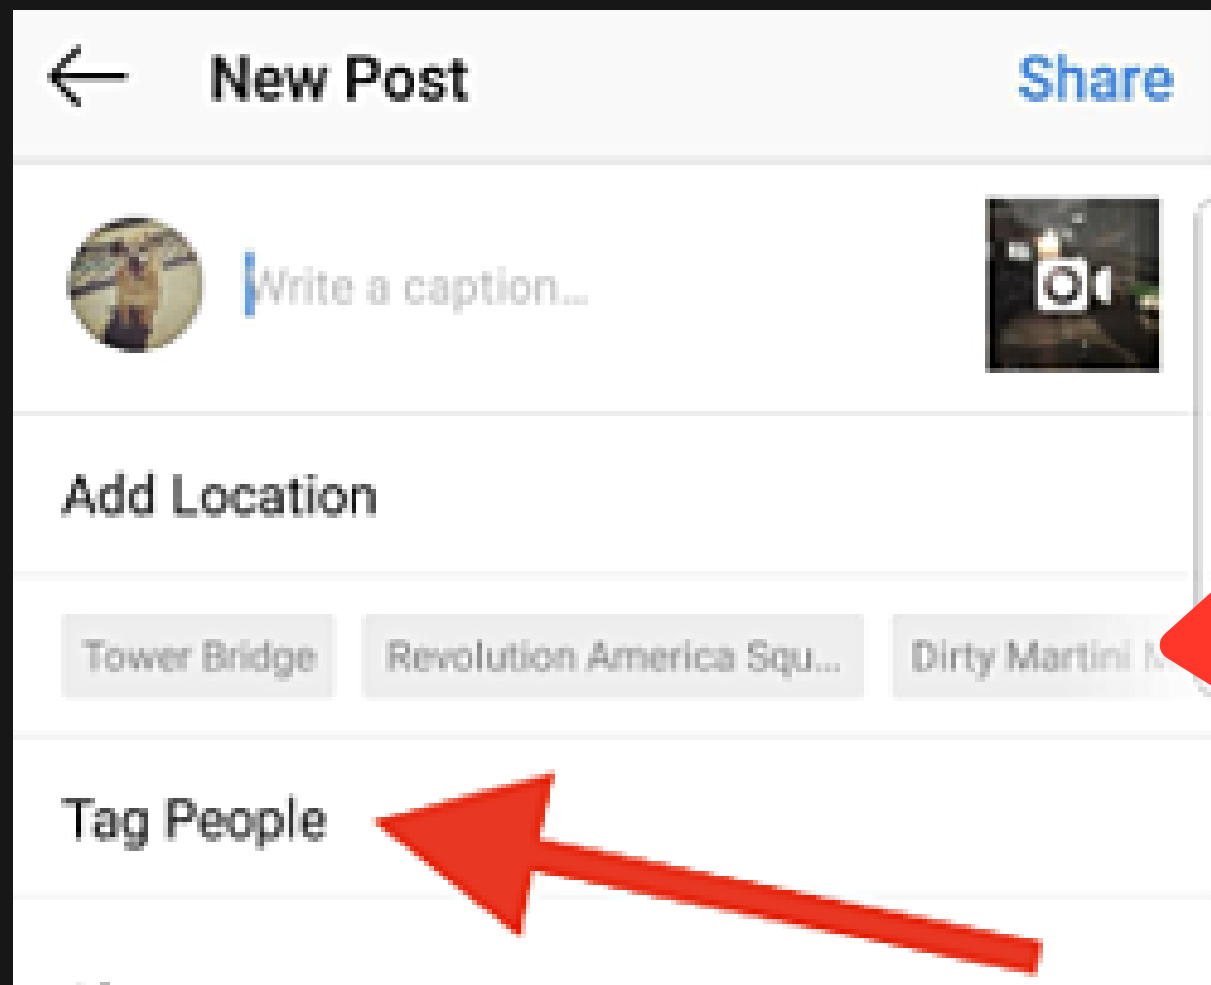 New Post
Share
Write a caption...
Add Location
Tower Bridge
Revolution America Squ...
Dirty Martini
Tag People